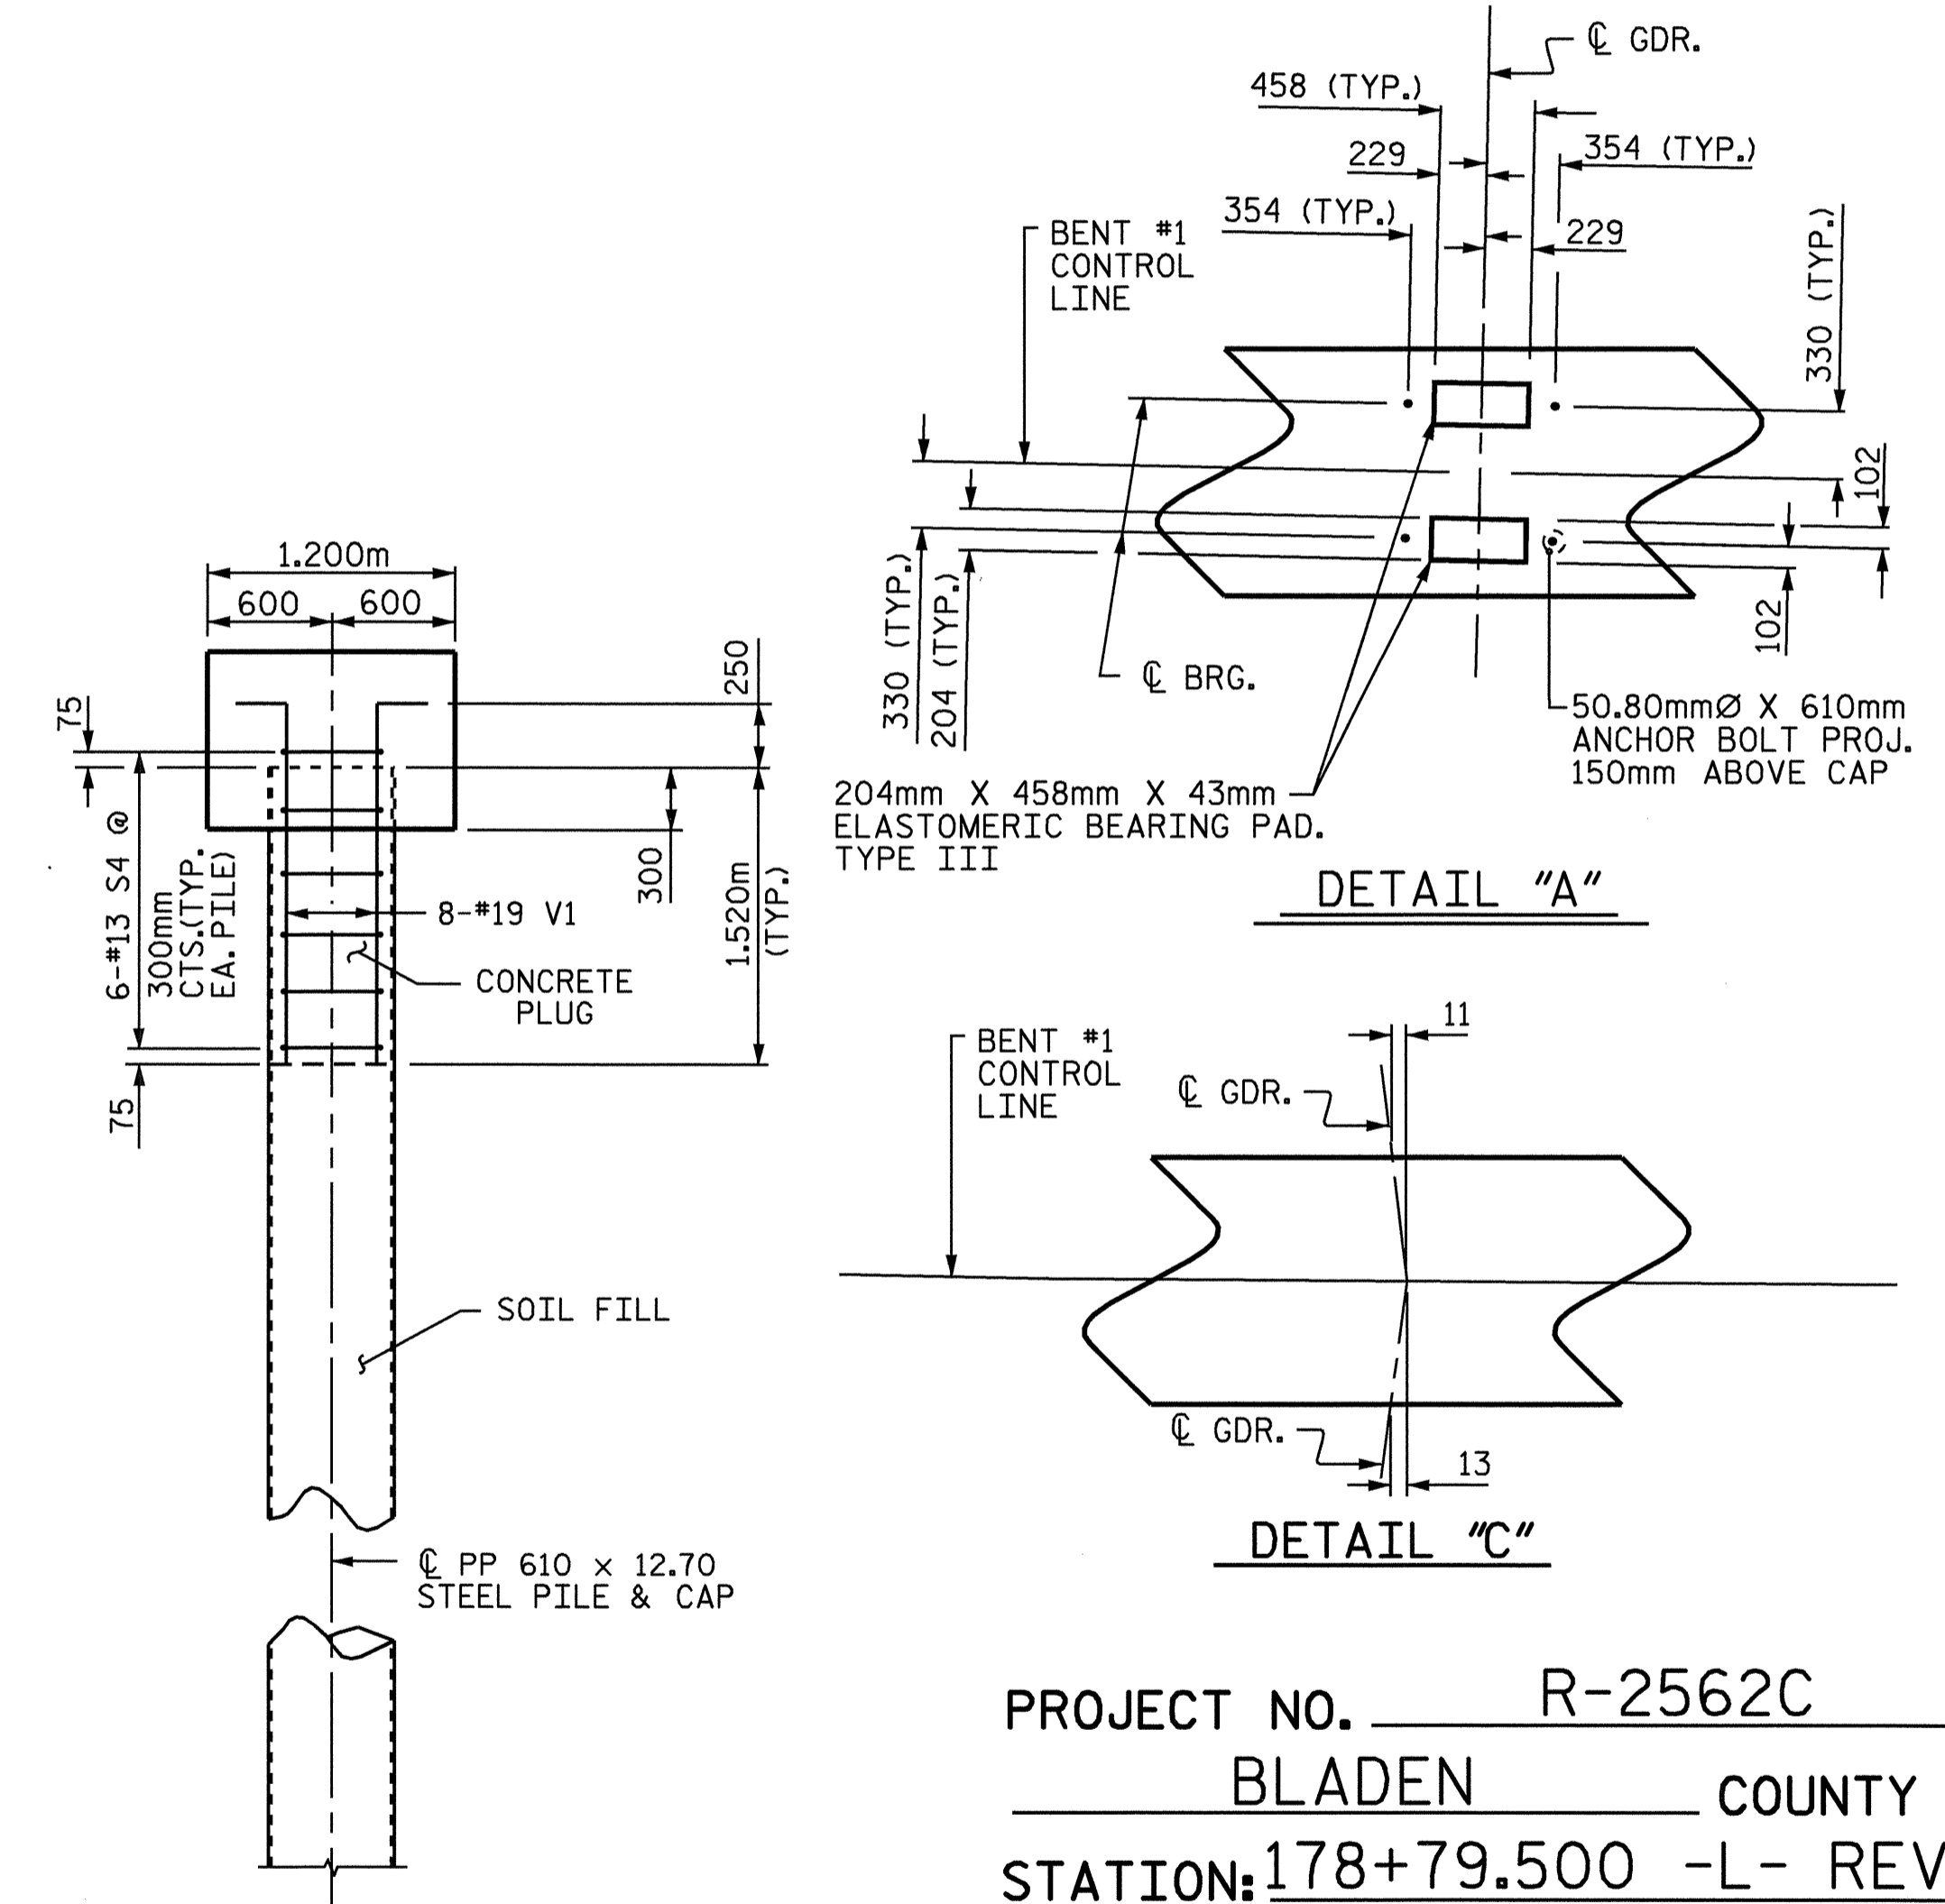 1.200m
600
600
75
250
6-#13 S4 @
300mm
CTS.(TYP.
EA. PILE)
300
1.520m
(TYP.)
8-#19 V1
CONCRETE
PLUG
75
SOIL FILL
℄ PP 610 x 12.70
STEEL PILE & CAP
℄ GDR.
458 (TYP.)
229
354 (TYP.)
354 (TYP.)
229
BENT #1
CONTROL
LINE
330 (TYP.)
102
330 (TYP.)
204 (TYP.)
℄ BRG.
102
50.80mmØ X 610mm
ANCHOR BOLT PROJ.
150mm ABOVE CAP
204mm X 458mm X 43mm
ELASTOMERIC BEARING PAD.
TYPE III
DETAIL "A"
11
BENT #1
CONTROL
LINE
℄ GDR.
℄ GDR.
13
DETAIL "C"
PROJECT NO. R-2562C
BLADEN COUNTY
STATION: 178+79.500 -L- REV